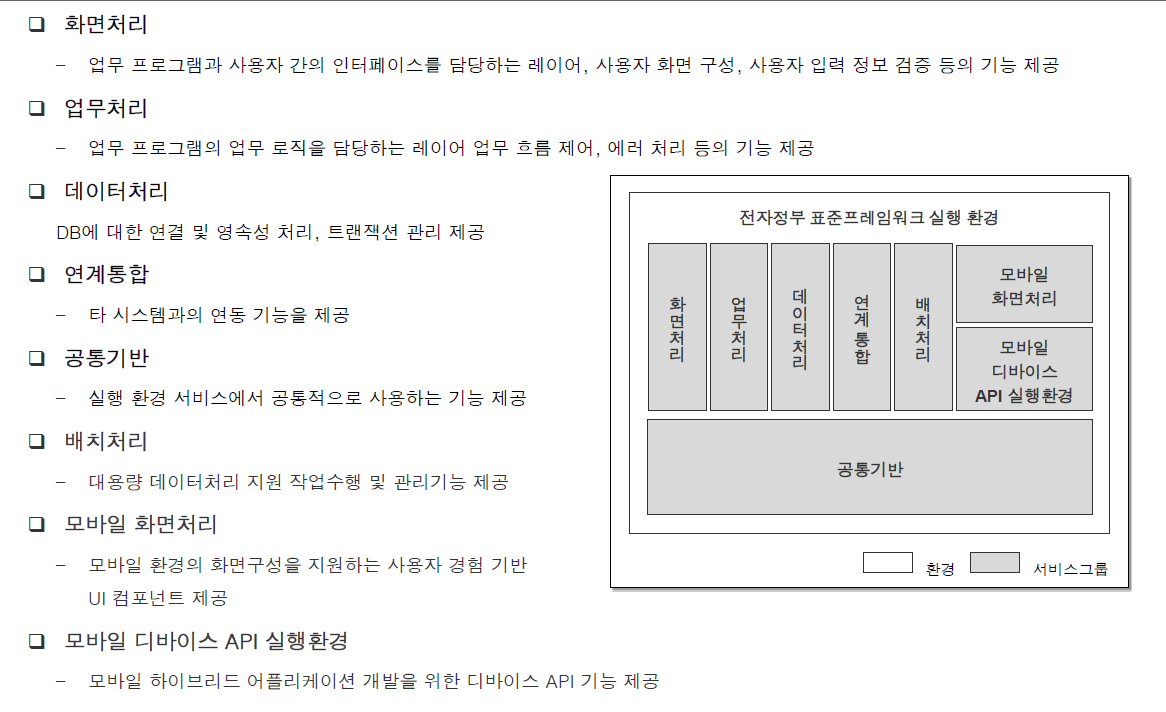 ❑ 화면처리
– 업무 프로그램과 사용자 간의 인터페이스를 담당하는 레이어, 사용자 화면 구성, 사용자 입력 정보 검증 등의 기능 제공
❑ 업무처리
– 업무 프로그램의 업무 로직을 담당하는 레이어 업무 흐름 제어, 에러 처리 등의 기능 제공
❑ 데이터처리
DB에 대한 연결 및 영속성 처리, 트랜잭션 관리 제공
❑ 연계통합
– 타 시스템과의 연동 기능을 제공
❑ 공통기반
– 실행 환경 서비스에서 공통적으로 사용하는 기능 제공
❑ 배치처리
– 대용량 데이터처리 지원 작업수행 및 관리기능 제공
❑ 모바일 화면처리
– 모바일 환경의 화면구성을 지원하는 사용자 경험 기반
UI 컴포넌트 제공
❑ 모바일 디바이스 API 실행환경
– 모바일 하이브리드 어플리케이션 개발을 위한 디바이스 API 기능 제공
전자정부 표준프레임워크 실행 환경
화면처리
업무처리
데이터처리
연계통합
배치처리
모바일
화면처리
모바일
디바이스
API 실행환경
공통기반
환경
서비스그룹